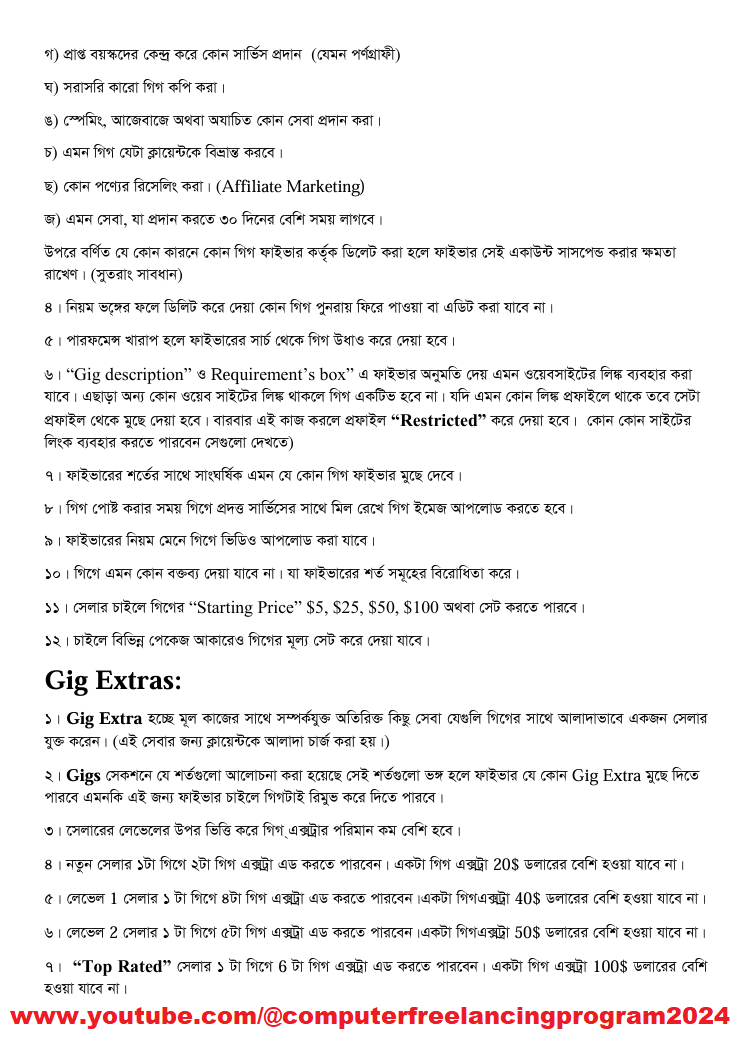 গ) প্রাপ্ত বয়স্কদের কেন্দ্র করে কোন সার্ভিস প্রদান (যেমন পর্ণগ্রাফী)
ঘ) সরাসরি কারো গিগ কপি করা।
ঙ) স্পেমিং, আজেবাজে অথবা অযাচিত কোন সেবা প্রদান করা।
চ) এমন গিগ যেটা ক্লায়েন্টকে বিভ্রান্ত করবে।
ছ) কোন পণ্যের রিসেলিং করা। (Affiliate Marketing)
জ) এমন সেবা, যা প্রদান করতে ৩০ দিনের বেশি সময় লাগবে।
উপরে বর্ণিত যে কোন কারনে কোন গিগ ফাইভার কর্তৃক ডিলেট করা হলে ফাইভার সেই একাউন্ট সাসপেন্ড করার ক্ষমতা
রাখেণ। (সুতরাং সাবধান)
৪। নিয়ম ভঙ্গের ফলে ডিলিট করে দেয়া কোন গিগ পুনরায় ফিরে পাওয়া বা এডিট করা যাবে না।
৫। পারফমেন্স খারাপ হলে ফাইভারের সার্চ থেকে গিগ উধাও করে দেয়া হবে।
৬। “Gig description” ও Requirement’s box” এ ফাইভার অনুমতি দেয় এমন ওয়েবসাইটের লিঙ্ক ব্যবহার করা
যাবে। এছাড়া অন্য কোন ওয়েব সাইটের লিঙ্ক থাকলে গিগ একটিভ হবে না। যদি এমন কোন লিঙ্ক প্রফাইলে থাকে তবে সেটা
প্রফাইল থেকে মুছে দেয়া হবে। বারবার এই কাজ করলে প্রফাইল “Restricted” করে দেয়া হবে। কোন কোন সাইটের
লিংক ব্যবহার করতে পারবেন সেগুলো দেখতে)
৭। ফাইভারের শর্তের সাথে সাংঘর্ষিক এমন যে কোন গিগ ফাইভার মুছে দেবে।
৮। গিগ পোষ্ট করার সময় গিগে প্রদত্ত সার্ভিসের সাথে মিল রেখে গিগ ইমেজ আপলোড করতে হবে।
৯। ফাইভারের নিয়ম মেনে গিগে ভিডিও আপলোড করা যাবে।
১০। গিগে এমন কোন বক্তব্য দেয়া যাবে না। যা ফাইভারের শর্ত সমূহের বিরোধিতা করে।
১১। সেলার চাইলে গিগের “Starting Price” $5, $25, $50, $100 অথবা সেট করতে পারবে।
১২। চাইলে বিভিন্ন পেকেজ আকারেও গিগের মূল্য সেট করে দেয়া যাবে।
Gig Extras:
১। Gig Extra হচ্ছে মূল কাজের সাথে সম্পর্কযুক্ত অতিরিক্ত কিছু সেবা যেগুলি গিগের সাথে আলাদাভাবে একজন সেলার
যুক্ত করেন। (এই সেবার জন্য ক্লায়েন্টকে আলাদা চার্জ করা হয়।)
২। Gigs সেকশনে যে শর্তগুলো আলোচনা করা হয়েছে সেই শর্তগুলো ভঙ্গ হলে ফাইভার যে কোন Gig Extra মুছে দিতে
পারবে এমনকি এই জন্য ফাইভার চাইলে গিগটাই রিমুভ করে দিতে পারবে।
৩। সেলারের লেভেলের উপর ভিত্তি করে গিগ্ এক্সট্রার পরিমান কম বেশি হবে।
৪। নতুন সেলার ১টা গিগে ২টা গিগ এক্সট্রা এড করতে পারবেন। একটা গিগ এক্সট্রা 20$ ডলারের বেশি হওয়া যাবে না।
৫। লেভেল 1 সেলার ১ টা গিগে ৪টা গিগ এক্সট্রা এড করতে পারবেন।একটা গিগএক্সট্রা 40$ ডলারের বেশি হওয়া যাবে না।
৬। লেভেল 2 সেলার ১ টা গিগে ৫টা গিগ এক্সট্রা এড করতে পারবেন।একটা গিগএক্সট্রা 50$ ডলারের বেশি হওয়া যাবে না।
৭। “Top Rated” সেলার ১ টা গিগে 6 টা গিগ এক্সট্রা এড করতে পারবেন। একটা গিগ এক্সট্রা 100$ ডলারের বেশি
হওয়া যাবে না।
www.youtube.com/@computerfreelancingprogram2024